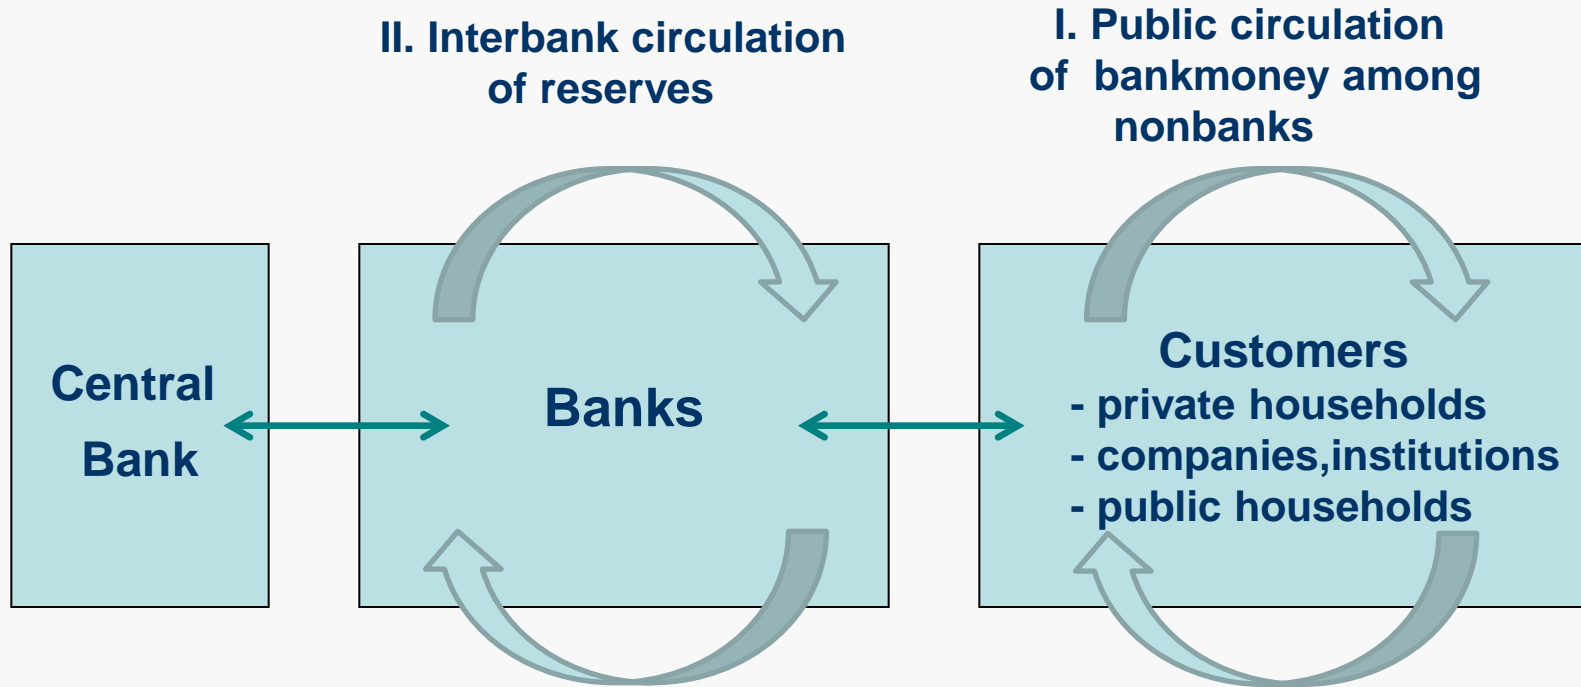 II. Interbank circulation
of reserves
I. Public circulation
of bankmoney among
nonbanks
Central
Bank
Banks
Customers
- private households
- companies,institutions
- public households